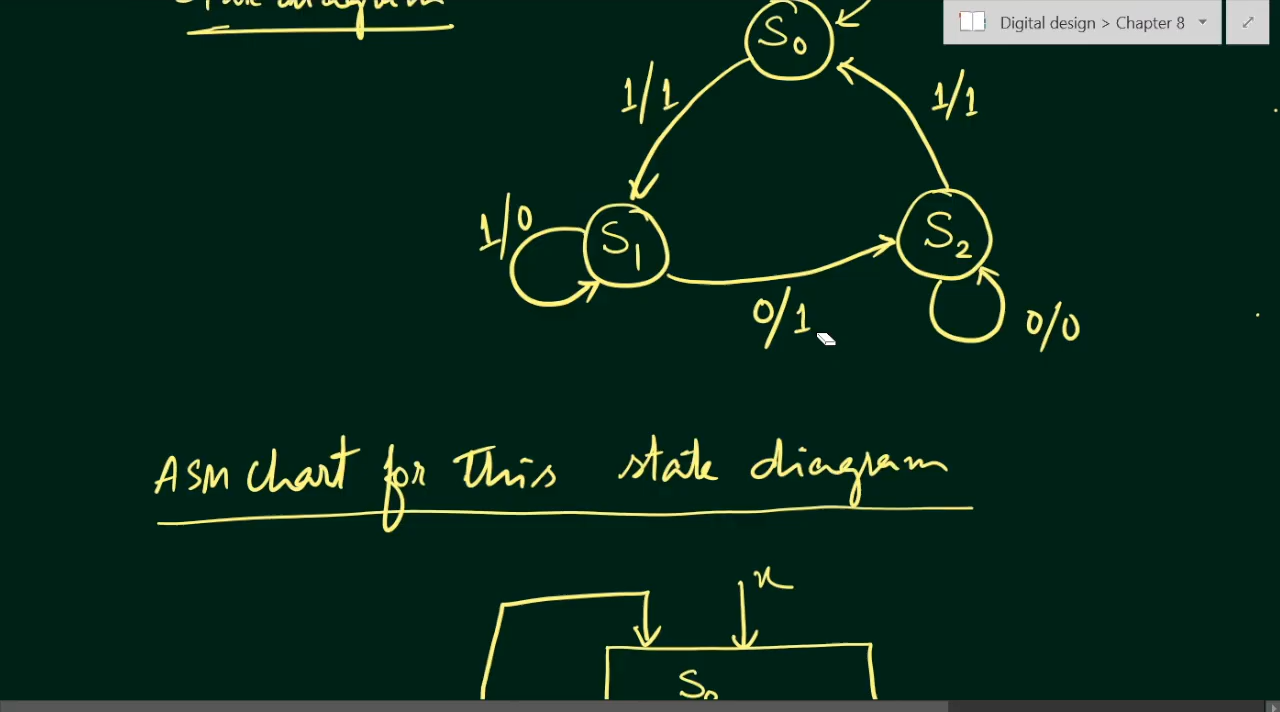 Digital design > Chapter 8
diagram
S0
1/1
1/1
1/0
S1
S2
0/1
0/0
ASM chart for this state diagram
x
S0